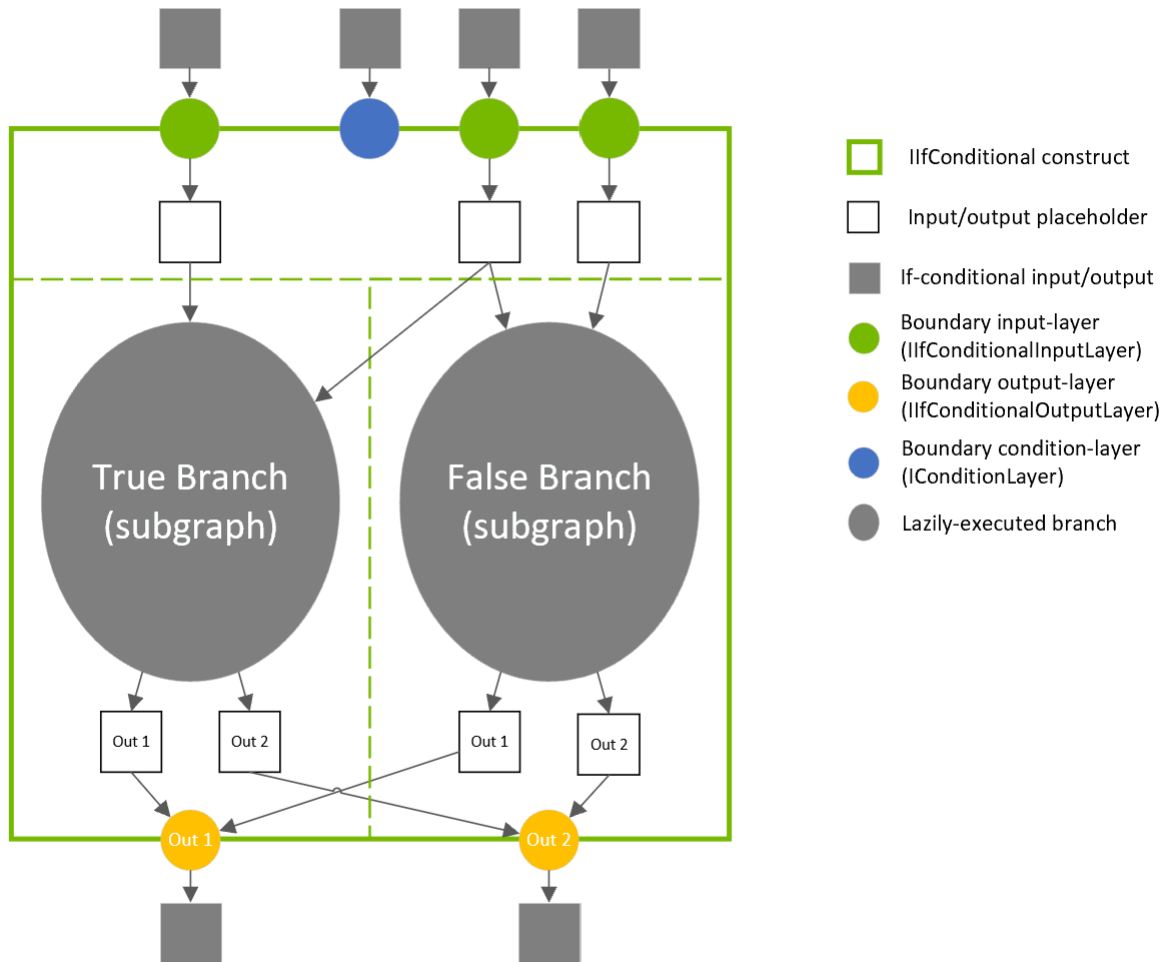 IIfConditional construct
Input/output placeholder
If-conditional input/output
Boundary input-layer
(IIfConditionalInputLayer)
Boundary output-layer
(IIfConditionalOutputLayer)
Boundary condition-layer
(IConditionLayer)
Lazily-executed branch
True Branch
(subgraph)
False Branch
(subgraph)
Out 1
Out 2
Out 1
Out 2
Out 1
Out 2